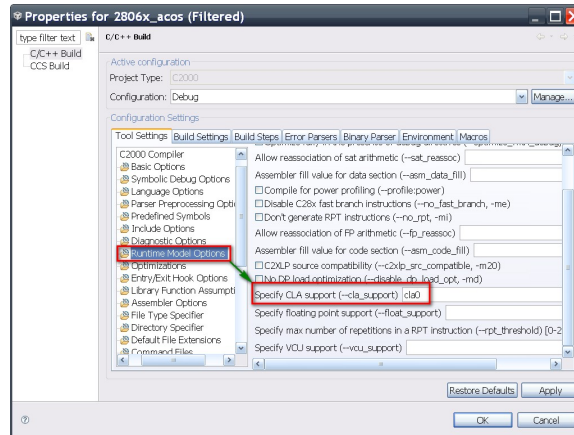 Properties for 2806x_acos (Filtered)
type filter text
C/C++ Build
CCS Build
C/C++ Build
Active configuration
Project Type: C2000
Configuration: Debug
Manage...
Configuration Settings
Tool Settings Build Settings Build Steps Error Parsers Binary Parser Environment Macros
C2000 Compiler
Basic Options
Symbolic Debug Options
Language Options
Parser Preprocessing Opti
Predefined Symbols
Include Options
Diagnostic Options
Runtime Model Options
Optimizations
Entry/Exit Hook Options
Library Function Assumpti
Assembler Options
File Type Specifier
Directory Specifier
Default File Extensions
Command Files
Allow reassociation of sat arithmetic (--sat_reassoc)
Assembler fill value for data section (--asm_data_fill)
Compile for power profiling (--profile:power)
Disable C28x fast branch instructions (--no_fast_branch, -me)
Don't generate RPT instructions (--no_rpt, -mi)
Allow reassociation of FP arithmetic (--fp_reassoc)
Assembler fill value for code section (--asm_code_fill)
C2XLP source compatibility (--c2xlp_src_compatible, -m20)
No DP load optimization (--disable_dp_load_opt, -md)
Specify CLA support (--cla_support) cla0
Specify floating point support (--float_support)
Specify max number of repetitions in a RPT instruction (--rpt_threshold) [0-2
Specify VCU support (--vcu_support)
Restore Defaults Apply
OK Cancel